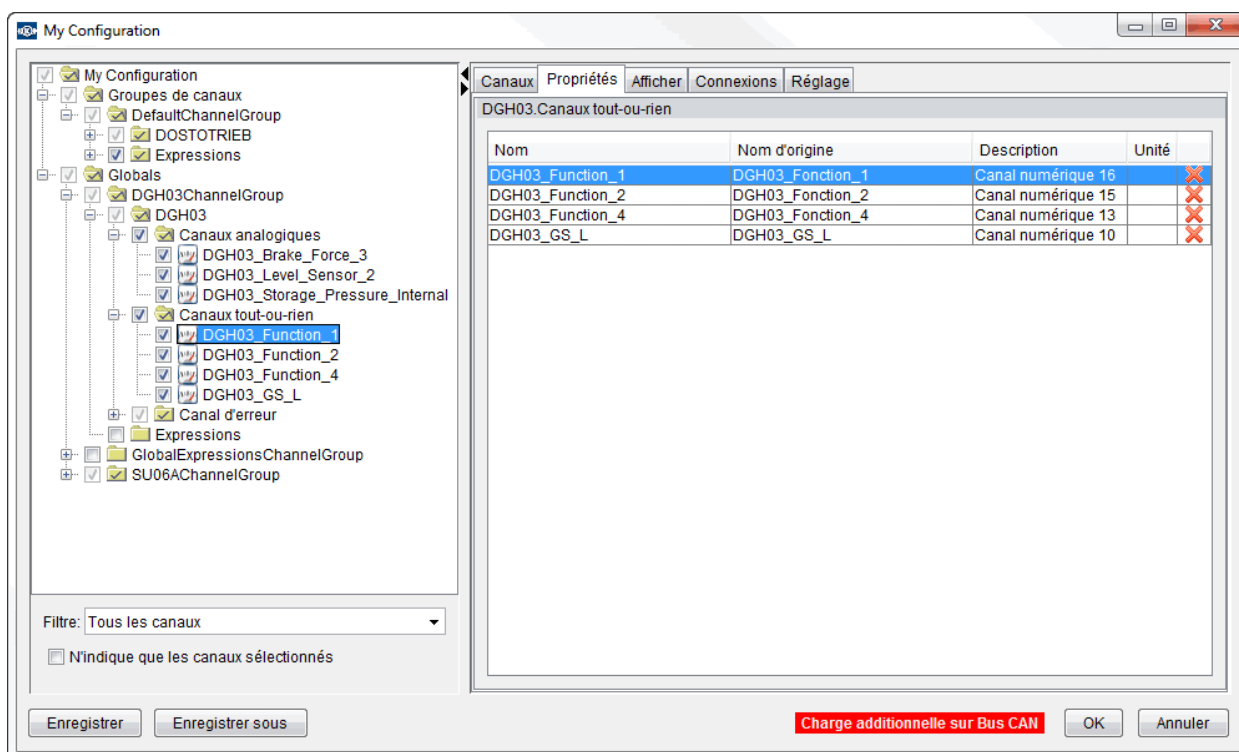 My Configuration
My Configuration
Groupes de canaux
DefaultChannelGroup
DOSTOTRIEB
Expressions
Globals
DGH03ChannelGroup
DGH03
Canaux analogiques
DGH03_Brake_Force_3
DGH03_Level_Sensor_2
DGH03_Storage_Pressure_Internal
Canaux tout-ou-rien
DGH03_Function_1
DGH03_Function_2
DGH03_Function_4
DGH03_GS_L
Canal d'erreur
Expressions
GlobalExpressionsChannelGroup
SU06AChannelGroup
Filtre: Tous les canaux
N'indique que les canaux sélectionnés
Canaux Propriétés Afficher Connexions Réglage
DGH03.Canaux tout-ou-rien
Nom Nom d'origine Description Unité
DGH03_Function_1 DGH03_Fonction_1 Canal numérique 16
DGH03_Function_2 DGH03_Fonction_2 Canal numérique 15
DGH03_Function_4 DGH03_Fonction_4 Canal numérique 13
DGH03_GS_L DGH03_GS_L Canal numérique 10
Enregistrer Enregistrer sous Charge additionnelle sur Bus CAN OK Annuler